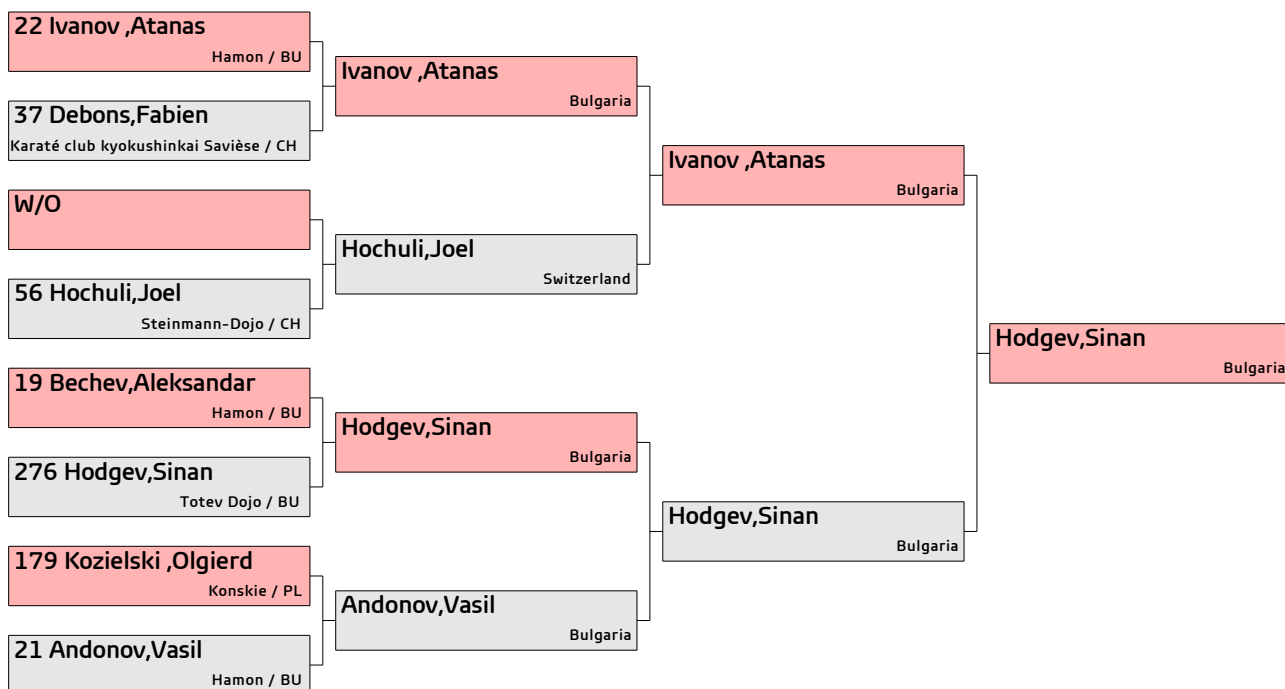 22 Ivanov ,Atanas
Hamon / BU
37 Debons,Fabien
Karaté club kyokushinkai Savièse / CH
W/O
56 Hochuli,Joel
Steinmann-Dojo / CH
19 Bechev,Aleksandar
Hamon / BU
276 Hodgev,Sinan
Totev Dojo / BU
179 Kozielski ,Olgierd
Konskie / PL
21 Andonov,Vasil
Hamon / BU
Ivanov ,Atanas
Bulgaria
Hochuli,Joel
Switzerland
Hodgev,Sinan
Bulgaria
Andonov,Vasil
Bulgaria
Ivanov ,Atanas
Bulgaria
Hodgev,Sinan
Bulgaria
Hodgev,Sinan
Bulgaria